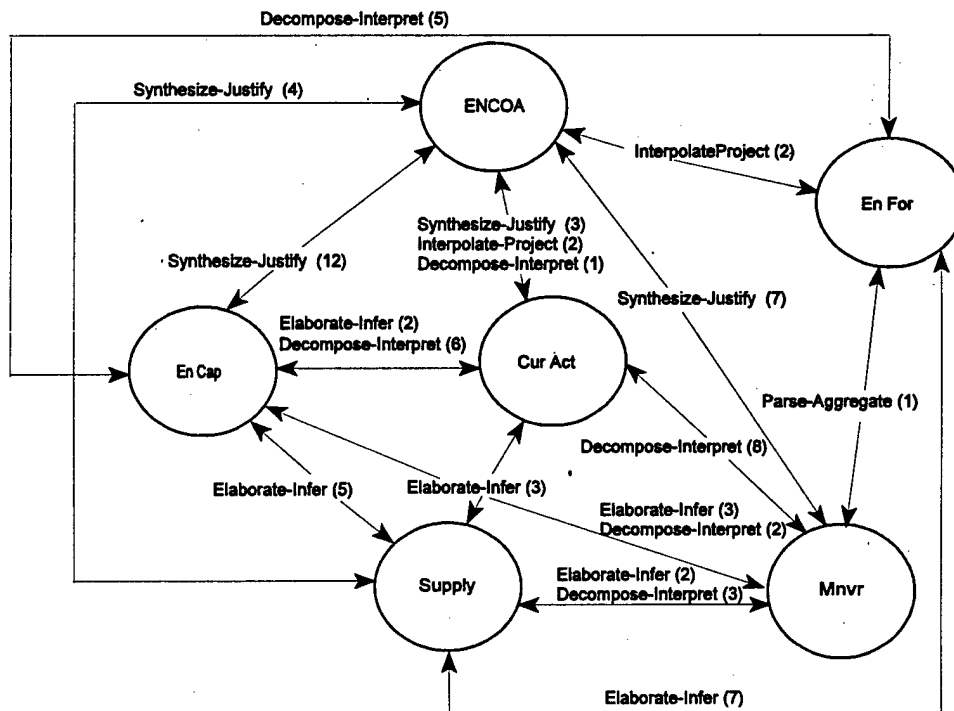 Decompose-Interpret (5)
Synthesize-Justify (4)
ENCOA
InterpolateProject (2)
En For
Synthesize-Justify (3)
Interpolate-Project (2)
Decompose-Interpret (1)
Synthesize-Justify (12)
Synthesize-Justify (7)
Elaborate-Infer (2)
Decompose-Interpret (6)
En Cap
Cur Act
Parse-Aggregate (1)
Decompose-Interpret (8)
Elaborate-Infer (5)
Elaborate-Infer (3)
Elaborate-Infer (3)
Decompose-Interpret (2)
Supply
Elaborate-Infer (2)
Decompose-Interpret (3)
Mnvr
Elaborate-Infer (7)